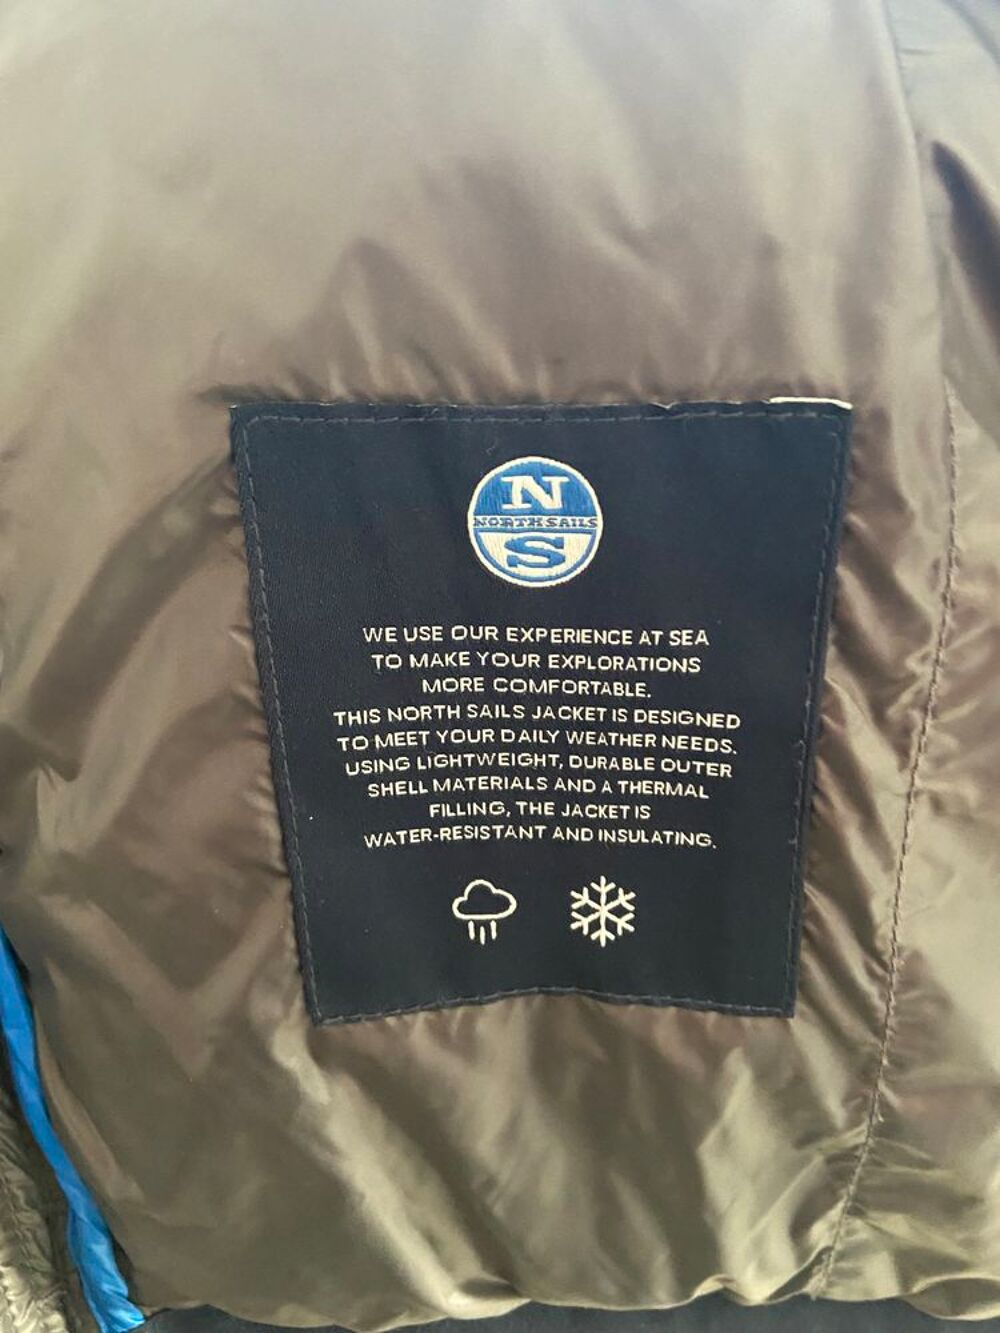 N
NORTH SAILS
S
WE USE OUR EXPERIENCE AT SEA
TO MAKE YOUR EXPLORATIONS
MORE COMFORTABLE.
THIS NORTH SAILS JACKET IS DESIGNED
TO MEET YOUR DAILY WEATHER NEEDS.
USING LIGHTWEIGHT, DURABLE OUTER
SHELL MATERIALS AND A THERMAL
FILLING, THE JACKET IS
WATER-RESISTANT AND INSULATING.